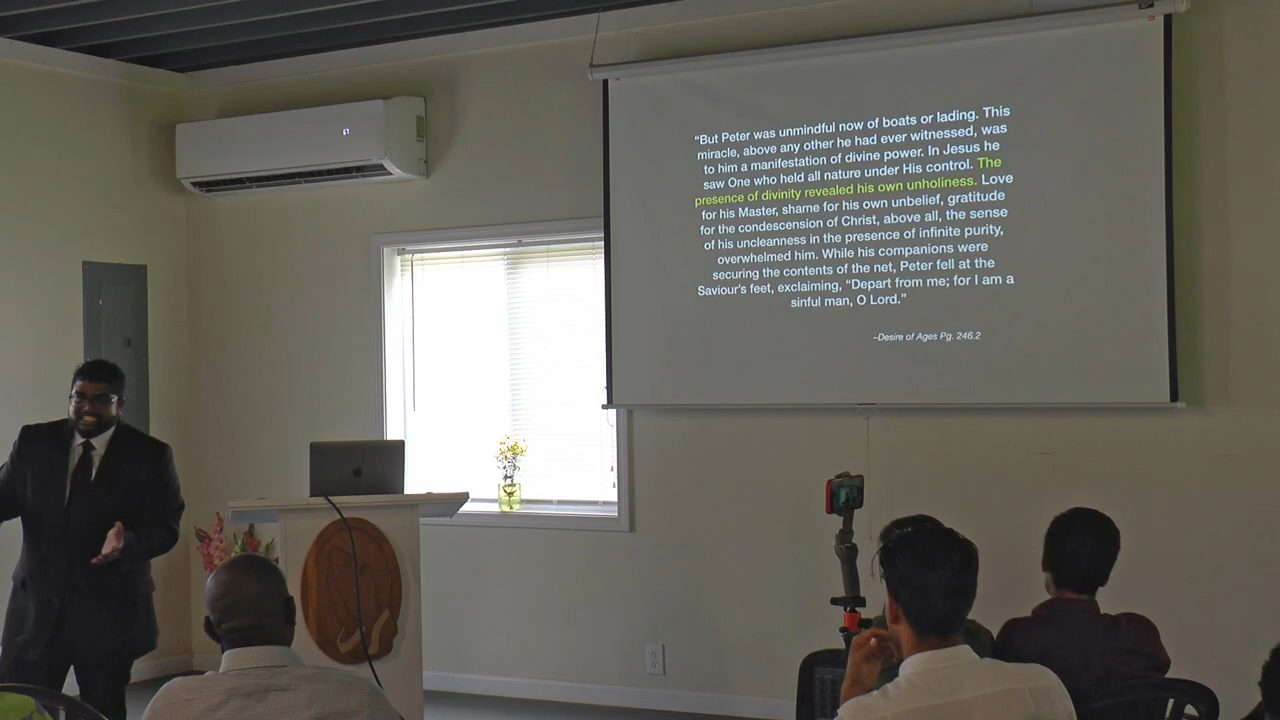 “But Peter was unmindful now of boats or lading. This
miracle, above any other he had ever witnessed, was
to him a manifestation of divine power. In Jesus he
saw One who held all nature under His control. The
presence of divinity revealed his own unholiness. Love
for his Master, shame for his own unbelief, gratitude
for the condescension of Christ, above all, the sense
of his uncleanness in the presence of infinite purity,
overwhelmed him. While his companions were
securing the contents of the net, Peter fell at the
Saviour’s feet, exclaiming, “Depart from me; for I am a
sinful man, O Lord.”
–Desire of Ages Pg. 246.2